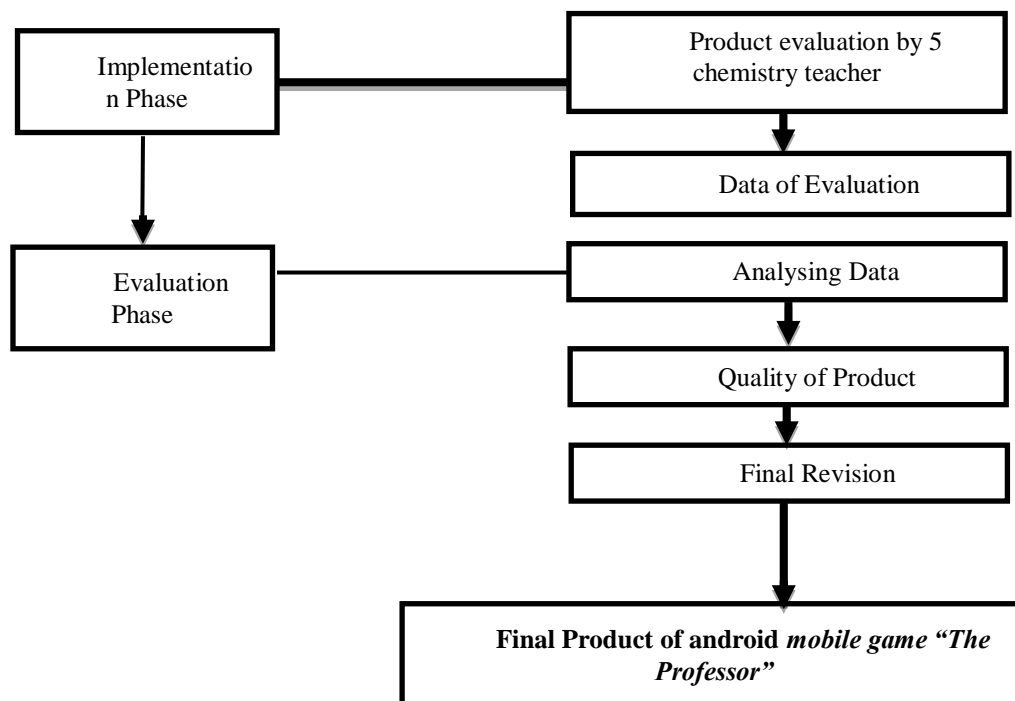 Implementatio
n Phase
Product evaluation by 5
chemistry teacher
Data of Evaluation
Evaluation
Phase
Analysing Data
Quality of Product
Final Revision
Final Product of android mobile game “The
Professor”